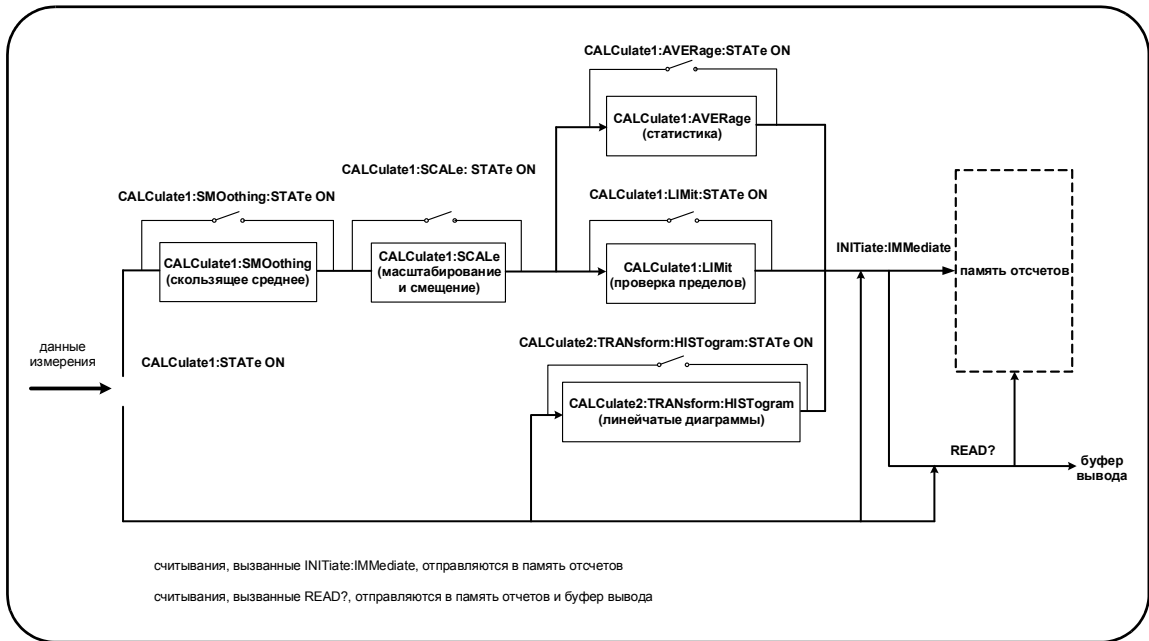 CALCulate1:AVERage:STATe ON
CALCulate1:AVERage
(статистика)
CALCulate1:SCALe: STATe ON
CALCulate1:SMOothing:STATe ON
CALCulate1:LIMit:STATe ON
INITiate:IMMediate
CALCulate1:SMOothing
(скользящее среднее)
CALCulate1:SCALe
(масштабирование
и смещение)
CALCulate1:LIMit
(проверка пределов)
память отсчетов
данные
измерения
CALCulate1:STATe ON
CALCulate2:TRANsform:HISTogram:STATe ON
CALCulate2:TRANsform:HISTogram
(линейчатые диаграммы)
READ?
буфер
вывода
считывания, вызванные INITiate:IMMediate, отправляются в память отсчетов
считывания, вызванные READ?, отправляются в память отчетов и буфер вывода